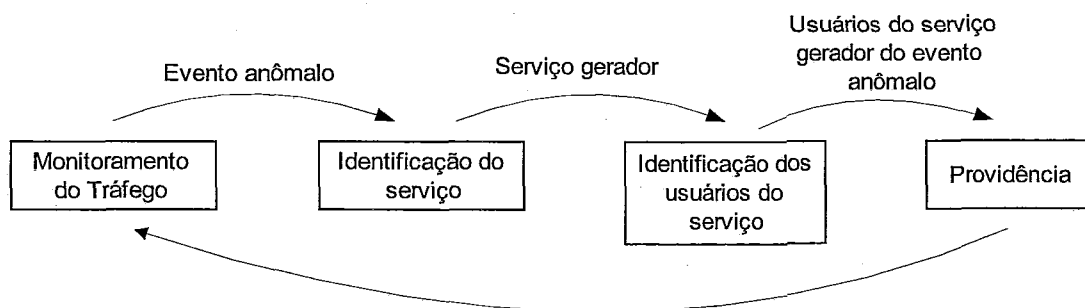 Usuários do serviço
gerador do evento
anômalo
Evento anômalo
Serviço gerador
Monitoramento
do Tráfego
Identificação do
serviço
Identificação dos
usuários do
serviço
Providência